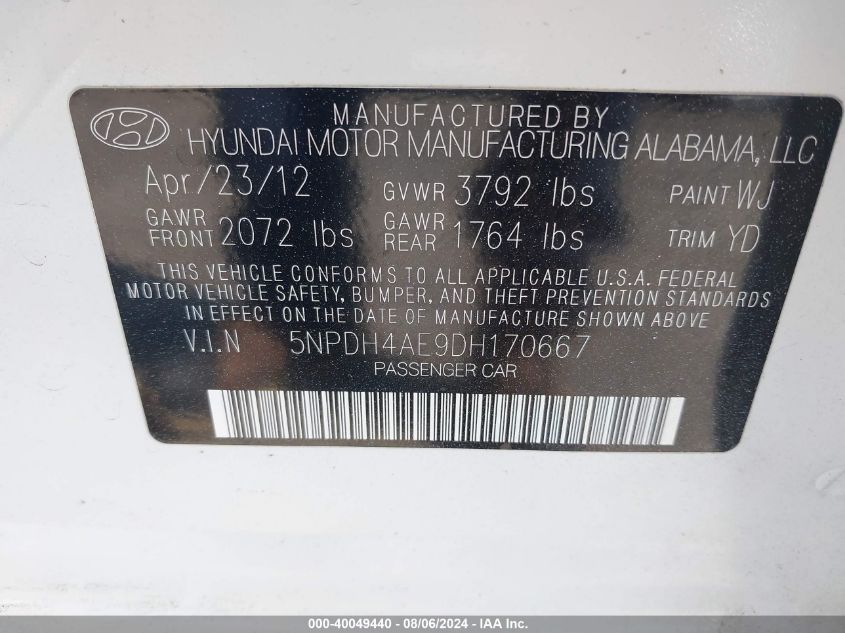 MANUFACTURED BY
HYUNDAI MOTOR MANUFACTURING ALABAMA, LLC
Apr/23/12 GVWR 3792 lbs PAINT WJ
GAWR FRONT 2072 lbs GAWR REAR 1764 lbs TRIM YD
THIS VEHICLE CONFORMS TO ALL APPLICABLE U.S.A. FEDERAL
MOTOR VEHICLE SAFETY, BUMPER, AND THEFT PREVENTION STANDARDS
IN EFFECT ON THE DATE OF MANUFACTURE SHOWN ABOVE
V.I.N 5NPDH4AE9DH170667
PASSENGER CAR
000-40049440 - 08/06/2024 - IAAI.com